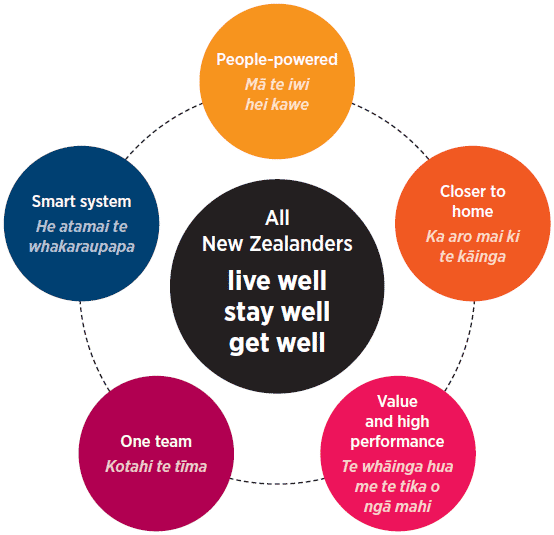 People-powered
Mā te iwi
hei kawe
Closer to
home
Ka aro mai ki
te kāinga
Value
and high
performance
Te whāinga hua
me te tika o
ngā mahi
One team
Kotahi te tīma
Smart system
He atamai te
whakaraupapa
All
New Zealanders
live well
stay well
get well